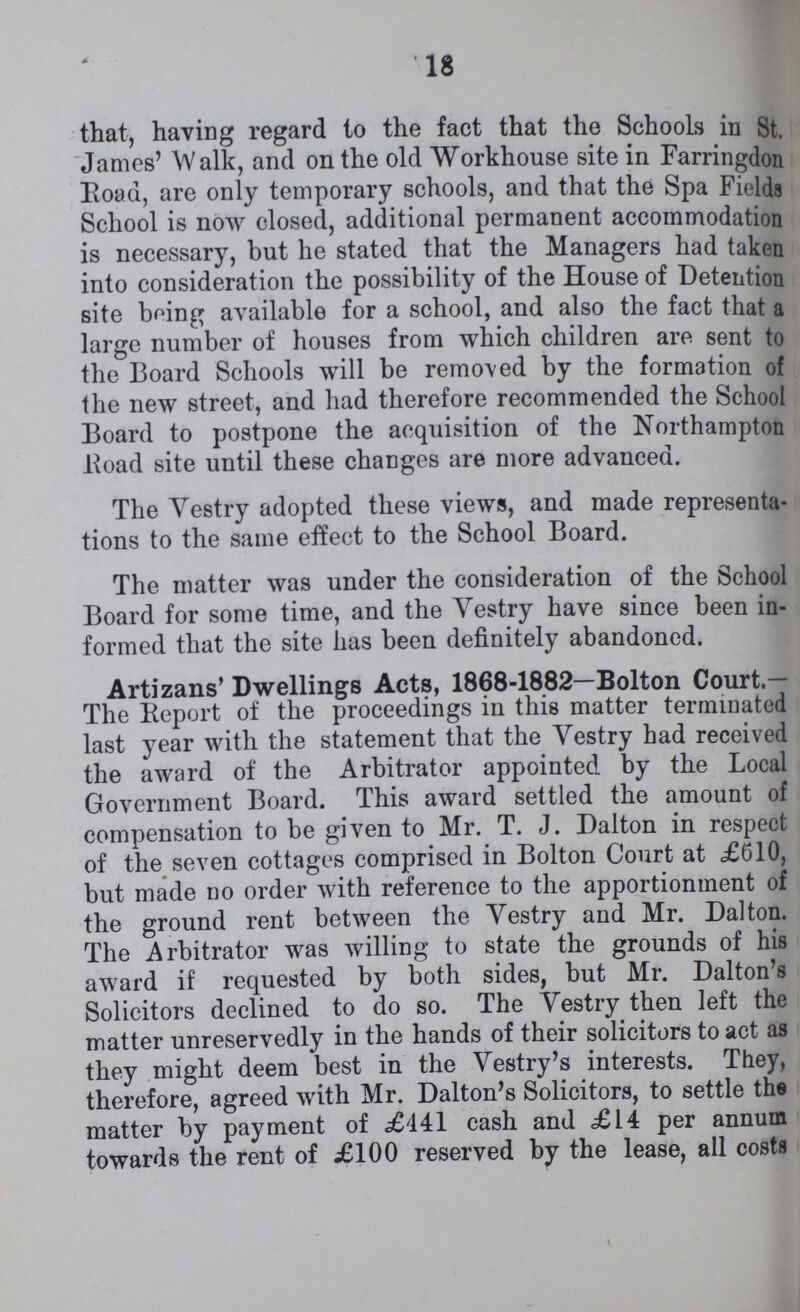 18
that, having regard to the fact that the Schools in St.
James' Walk, and on the old Workhouse site in Farringdon
Road, are only temporary schools, and that the Spa Fields
School is now closed, additional permanent accommodation
is necessary, but he stated that the Managers had taken
into consideration the possibility of the House of Detention
site being available for a school, and also the fact that a
large number of houses from which children are sent to
the Board Schools will be removed by the formation of
the new street, and had therefore recommended the School
Board to postpone the acquisition of the Northampton
Road site until these changes are more advanced.
The Vestry adopted these views, and made representa-
tions to the same effect to the School Board.
The matter was under the consideration of the School
Board for some time, and the Vestry have since been in-
formed that the site has been definitely abandoned.
Artizans' Dwellings Acts, 1868-1882—Bolton Court.—
The Report of the proceedings in this matter terminated
last year with the statement that the Vestry had received
the award of the Arbitrator appointed by the Local
Government Board. This award settled the amount of
compensation to be given to Mr. T. J. Dalton in respect
of the seven cottages comprised in Bolton Court at £610,
but made no order with reference to the apportionment of
the ground rent between the Vestry and Mr. Dalton.
The Arbitrator was willing to state the grounds of his
award if requested by both sides, but Mr. Dalton's
Solicitors declined to do so. The Vestry then left the
matter unreservedly in the hands of their solicitors to act as
they might deem best in the Vestry's interests. They,
therefore, agreed with Mr. Dalton's Solicitors, to settle the
matter by payment of £441 cash and £14 per annum
towards the rent of £100 reserved by the lease, all costs